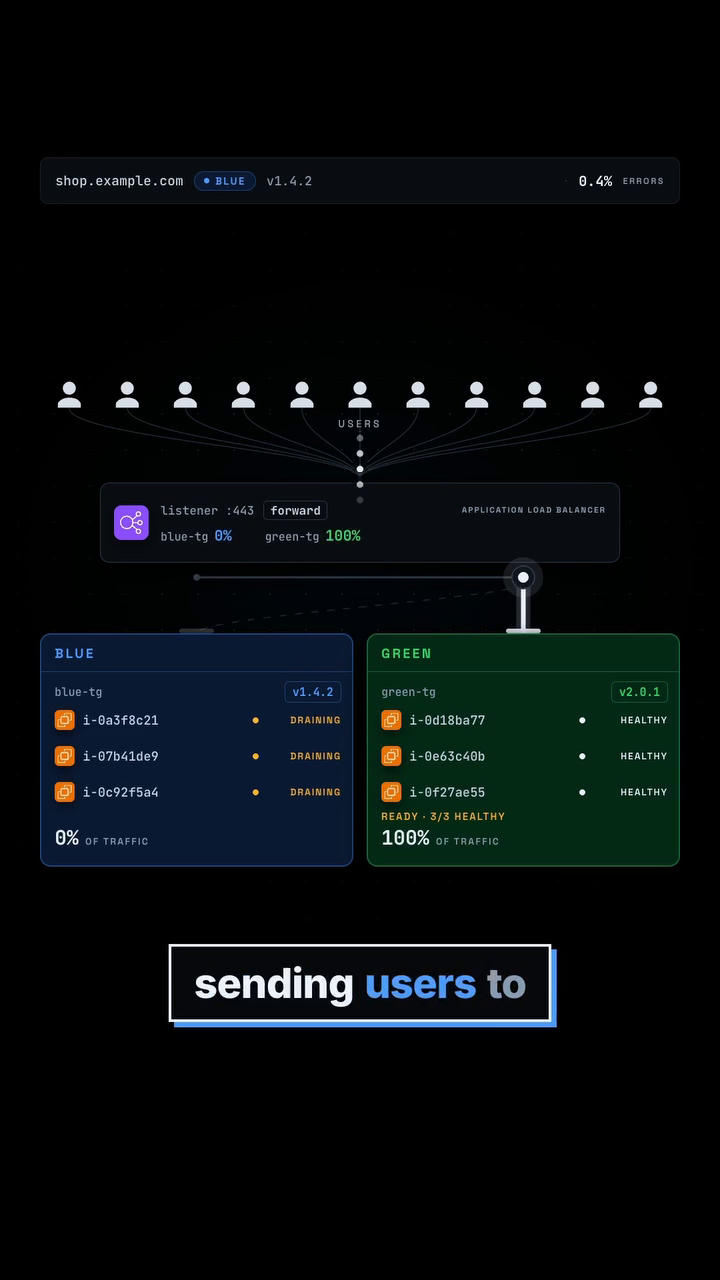 shop.example.com BLUE v1.4.2 0.4% ERRORS
USERS
listener :443 forward APPLICATION LOAD BALANCER
blue-tg 0% green-tg 100%
BLUE
blue-tg v1.4.2
i-0a3f8c21 DRAINING
i-07b41de9 DRAINING
i-0c92f5a4 DRAINING
0% OF TRAFFIC
GREEN
green-tg v2.0.1
i-0d18ba77 HEALTHY
i-0e63c40b HEALTHY
i-0f27ae55 HEALTHY
READY · 3/3 HEALTHY
100% OF TRAFFIC
sending users to